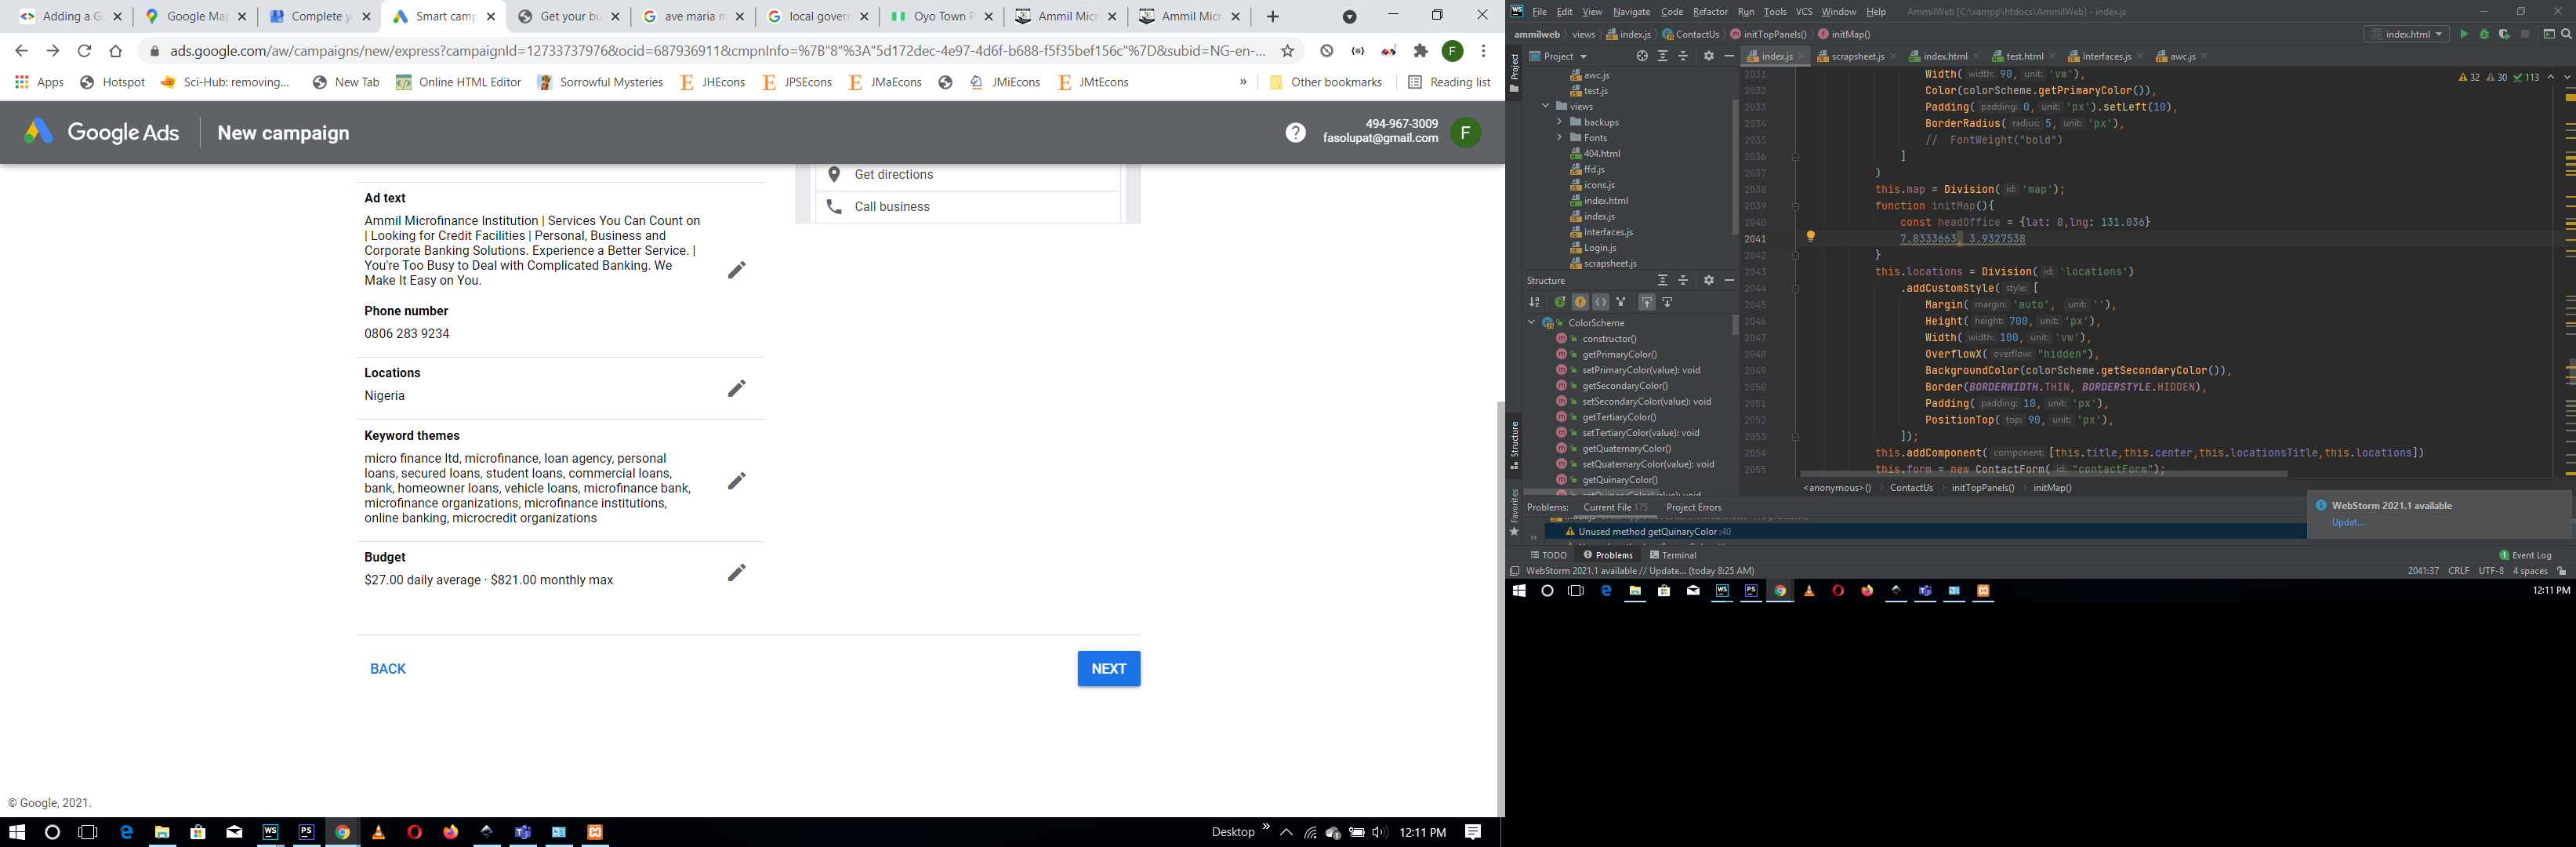 Adding a G
Google Ma
Complete y
Smart camp
Get your bu
ave maria m
local govern
Oyo Town P
Ammil Micr
Ammil Micr
ads.google.com/aw/campaigns/new/express?campaignId=12733737976&ocid=687936911&cmpnInfo=%7B"8"%3A"5d172dec-4e97-4d6f-b688-f5f35bef156c"%7D&subid=NG-en-...
F
Apps
Hotspot
Sci-Hub: removing...
New Tab
Online HTML Editor
Sorrowful Mysteries
JHEcons
JPSEcons
JMaEcons
JMiEcons
JMtEcons
»
Other bookmarks
Reading list
Google Ads
New campaign
494-967-3009
fasolupat@gmail.com
F
Get directions
Call business
Ad text
Ammil Microfinance Institution | Services You Can Count on
| Looking for Credit Facilities | Personal, Business and
Corporate Banking Solutions. Experience a Better Service. |
You're Too Busy to Deal with Complicated Banking. We
Make It Easy on You.
Phone number
0806 283 9234
Locations
Nigeria
Keyword themes
micro finance ltd, microfinance, loan agency, personal
loans, secured loans, student loans, commercial loans,
bank, homeowner loans, vehicle loans, microfinance bank,
microfinance organizations, microfinance institutions,
online banking, microcredit organizations
Budget
$27.00 daily average · $821.00 monthly max
BACK
NEXT
© Google, 2021.
Desktop
12:11 PM
File Edit View Navigate Code Refactor Run Tools VCS Window Help
AmmilWeb [C:\xampp\htdocs\AmmilWeb] - index.js
ammilweb
views
index.js
ContactUs
initTopPanels()
initMap()
index.html
Project
index.js
scrapsheet.js
index.html
test.html
Interfaces.js
awc.js
awc.js
test.js
views
backups
Fonts
404.html
ffd.js
icons.js
index.html
index.js
Interfaces.js
Login.js
scrapsheet.js
Structure
ColorScheme
constructor()
getPrimaryColor()
setPrimaryColor(value): void
getSecondaryColor()
setSecondaryColor(value): void
getTertiaryColor()
setTertiaryColor(value): void
getQuaternaryColor()
setQuaternaryColor(value): void
getQuinaryColor()
setQuinaryColor(value): void
32 30 113
2031 Width( width: 90, unit: 'vw'),
2032 Color(colorScheme.getPrimaryColor()),
2033 Padding( padding: 0, unit: 'px').setLeft(10),
2034 BorderRadius( radius: 5, unit: 'px'),
2035 // FontWeight("bold")
2036 ]
2037 )
2038 this.map = Division( id: 'map');
2039 function initMap(){
2040 const headOffice = {lat: 0,lng: 131.036}
2041 7.8333663, 3.9327538
2042 }
2043 this.locations = Division( id: 'locations')
2044 .addCustomStyle( style: [
2045 Margin( margin: 'auto', unit: ''),
2046 Height( height: 700, unit: 'px'),
2047 Width( width: 100, unit: 'vw'),
2048 OverflowX( overflow: "hidden"),
2049 BackgroundColor(colorScheme.getSecondaryColor()),
2050 Border(BORDERWIDTH.THIN, BORDERSTYLE.HIDDEN),
2051 Padding( padding: 10, unit: 'px'),
2052 PositionTop( top: 90, unit: 'px'),
2053 ]);
2054 this.addComponent( component: [this.title,this.center,this.locationsTitle,this.locations])
2055 this.form = new ContactForm( id: "contactForm");
<anonymous>()
ContactUs
initTopPanels()
initMap()
Project
Structure
Favorites
Problems:
Current File 175
Project Errors
Unused method getQuinaryColor :40
WebStorm 2021.1 available
Updat...
TODO
Problems
Terminal
1 Event Log
WebStorm 2021.1 available // Update... (today 8:25 AM)
2041:37 CRLF UTF-8 4 spaces
12:11 PM